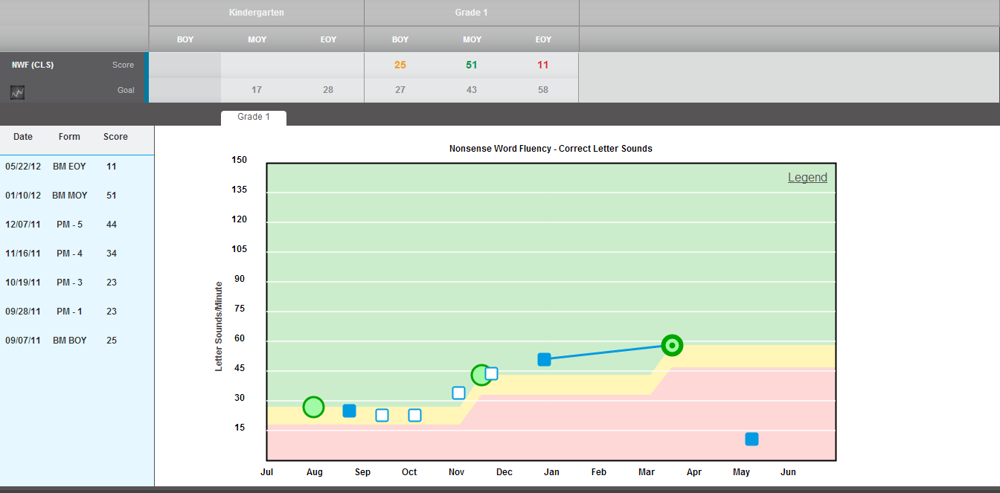 Kindergarten Grade 1
BOY MOY EOY BOY MOY EOY
NWF (CLS) Score 25 51 11
Goal 17 28 27 43 58
Grade 1
Date Form Score
05/22/12 BM EOY 11
01/10/12 BM MOY 51
12/07/11 PM - 5 44
11/16/11 PM - 4 34
10/19/11 PM - 3 23
09/28/11 PM - 1 23
09/07/11 BM BOY 25
Nonsense Word Fluency - Correct Letter Sounds
Legend
150
135
120
105
90
75
60
45
30
15
Letter Sounds/Minute
Jul Aug Sep Oct Nov Dec Jan Feb Mar Apr May Jun